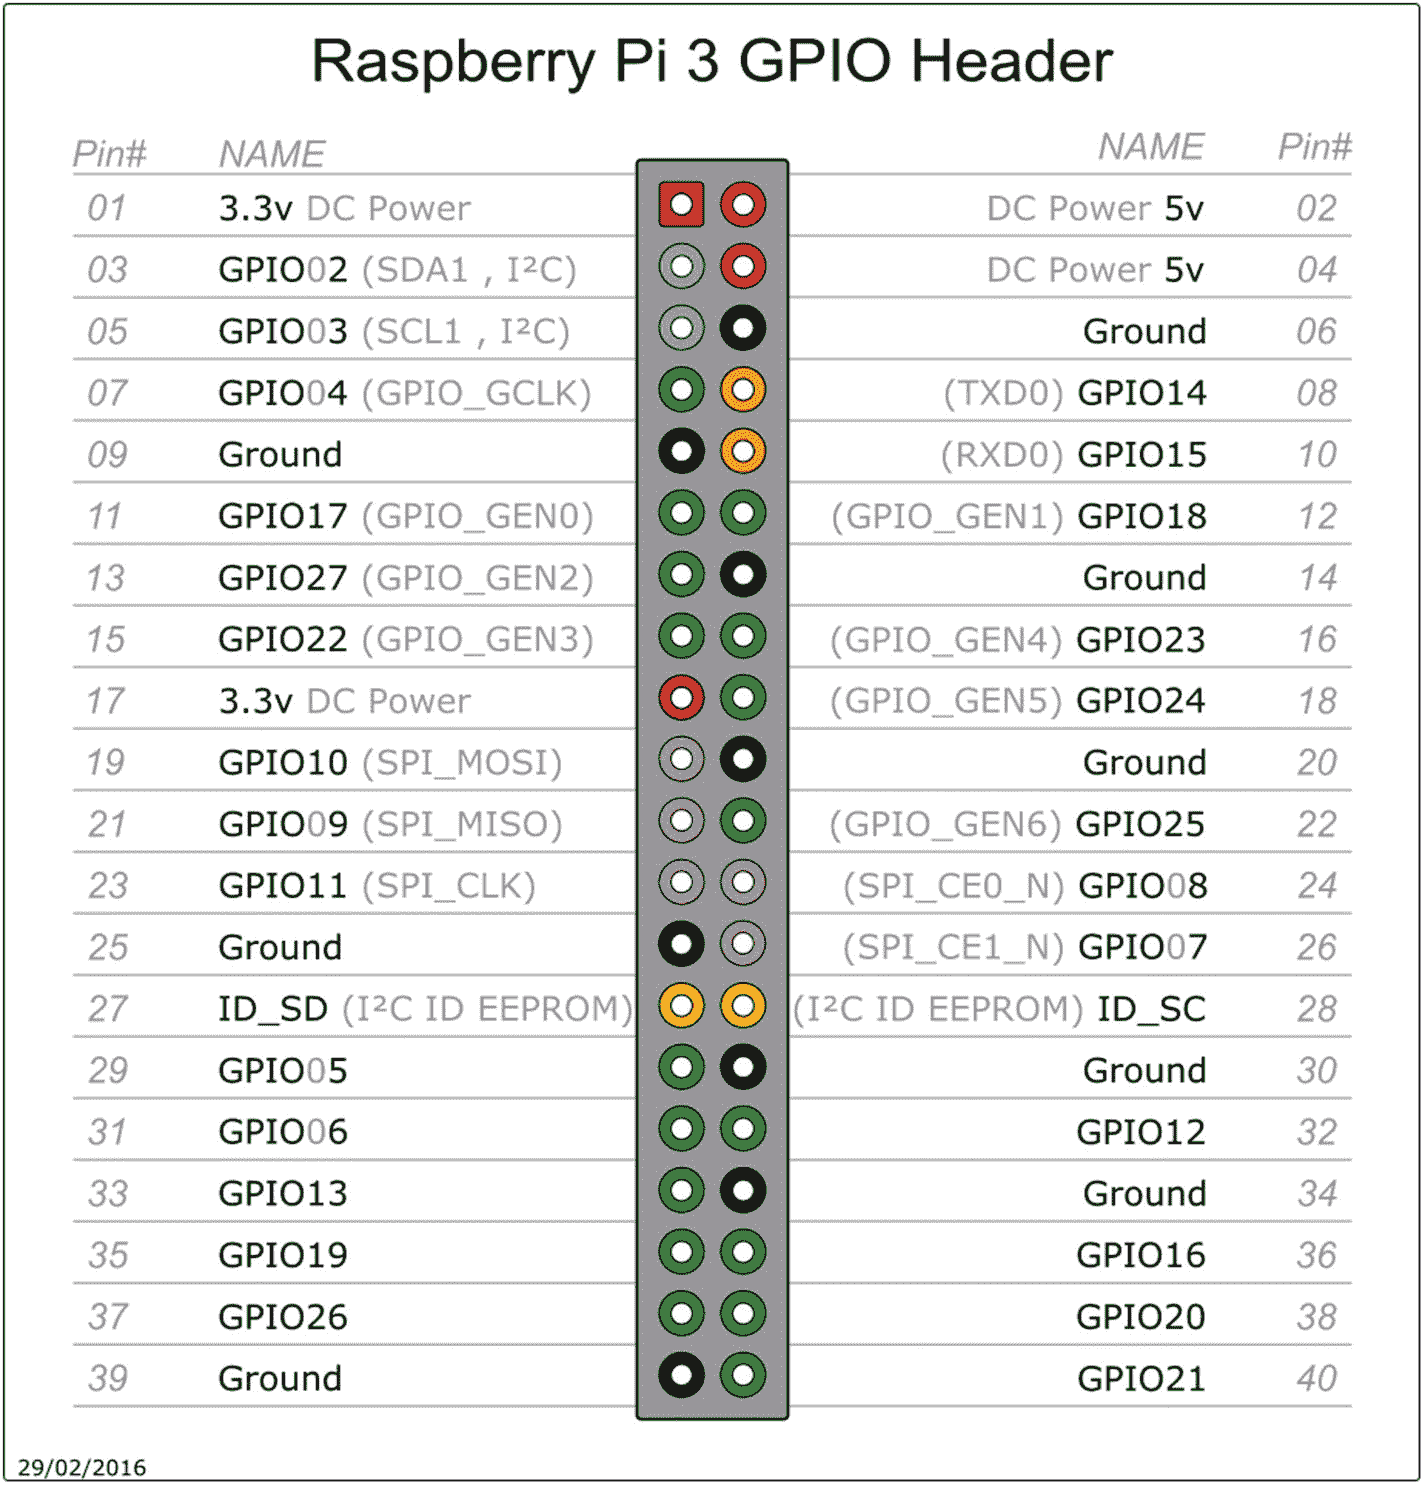 Raspberry Pi 3 GPIO Header
Pin# NAME NAME Pin#
01 3.3v DC Power DC Power 5v 02
03 GPIO02 (SDA1 , I²C) DC Power 5v 04
05 GPIO03 (SCL1 , I²C) Ground 06
07 GPIO04 (GPIO_GCLK) (TXD0) GPIO14 08
09 Ground (RXD0) GPIO15 10
11 GPIO17 (GPIO_GEN0) (GPIO_GEN1) GPIO18 12
13 GPIO27 (GPIO_GEN2) Ground 14
15 GPIO22 (GPIO_GEN3) (GPIO_GEN4) GPIO23 16
17 3.3v DC Power (GPIO_GEN5) GPIO24 18
19 GPIO10 (SPI_MOSI) Ground 20
21 GPIO09 (SPI_MISO) (GPIO_GEN6) GPIO25 22
23 GPIO11 (SPI_CLK) (SPI_CE0_N) GPIO08 24
25 Ground (SPI_CE1_N) GPIO07 26
27 ID_SD (I²C ID EEPROM) (I²C ID EEPROM) ID_SC 28
29 GPIO05 Ground 30
31 GPIO06 GPIO12 32
33 GPIO13 Ground 34
35 GPIO19 GPIO16 36
37 GPIO26 GPIO20 38
39 Ground GPIO21 40
29/02/2016